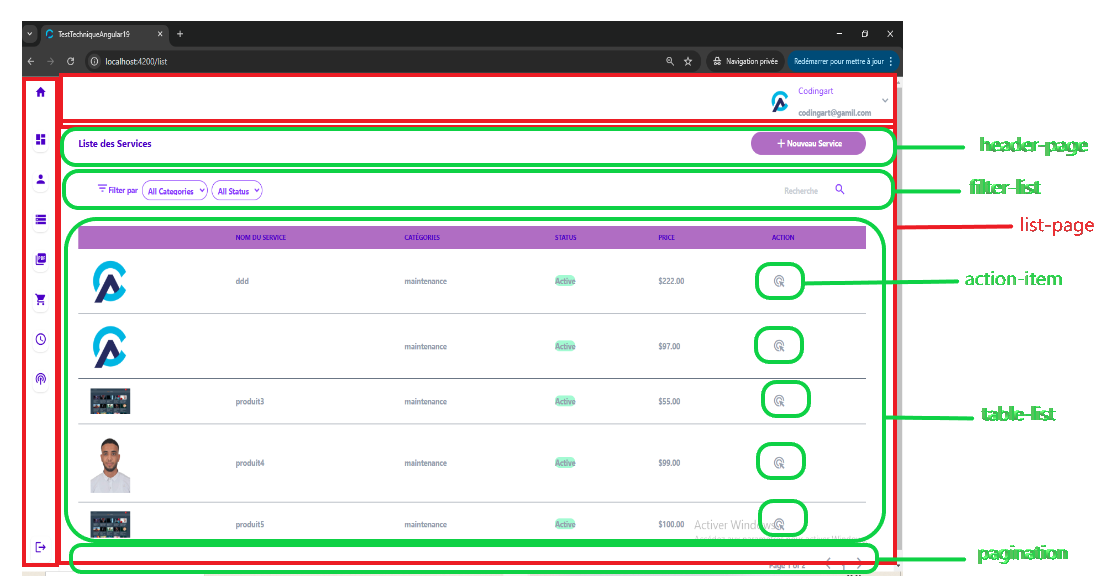 TestTechniqueAngular19
localhost:4200/list
Navigation privée
Redémarrer pour mettre à jour
Codingart
codingart@gamil.com
Liste des Services
+ Nouveau Service
header-page
Filter par All Categories All Status Recherche
filter-list
list-page
NOM DU SERVICE CATÉGORIES STATUS PRICE ACTION
ddd maintenance Active $222.00
action-item
maintenance Active $97.00
produit3 maintenance Active $55.00
table-list
produit4 maintenance Active $99.00
produit5 maintenance Active $100.00
Activer Windows
pagination
Page 1 of 2 1